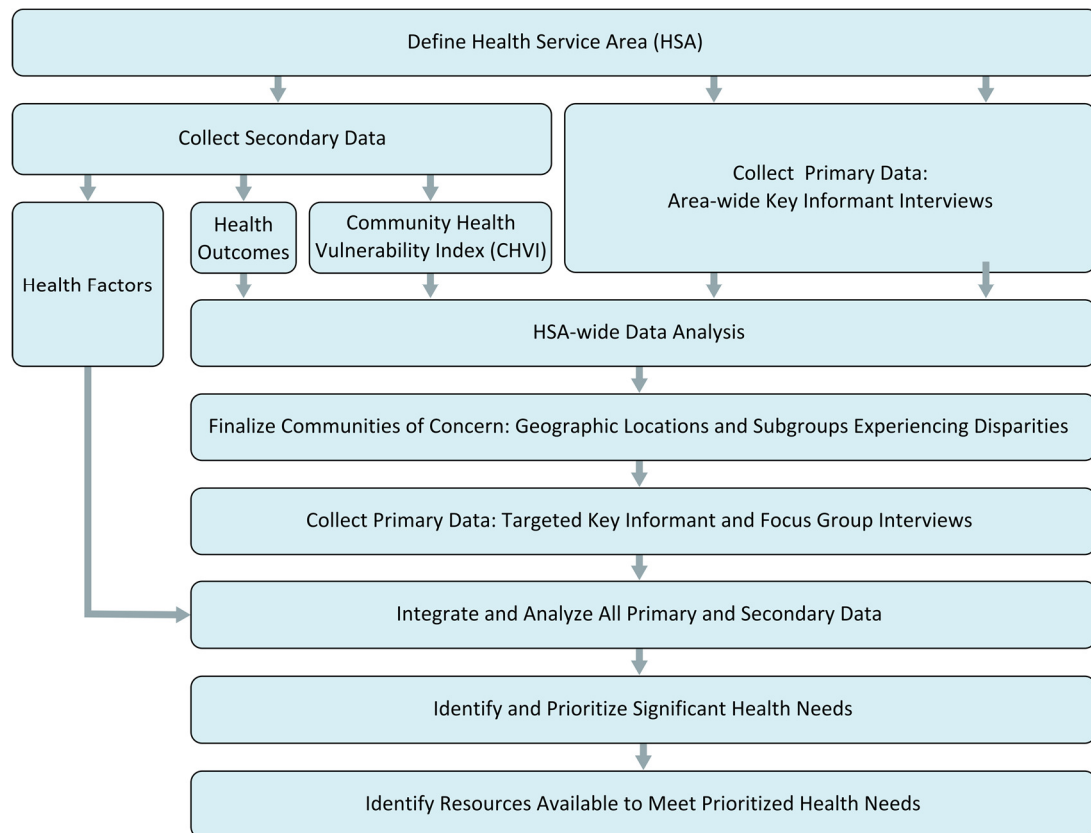 Define Health Service Area (HSA)
Collect Secondary Data
Collect Primary Data:
Area-wide Key Informant Interviews
Health Factors
Health
Outcomes
Community Health
Vulnerability Index (CHVI)
HSA-wide Data Analysis
Finalize Communities of Concern: Geographic Locations and Subgroups Experiencing Disparities
Collect Primary Data: Targeted Key Informant and Focus Group Interviews
Integrate and Analyze All Primary and Secondary Data
Identify and Prioritize Significant Health Needs
Identify Resources Available to Meet Prioritized Health Needs